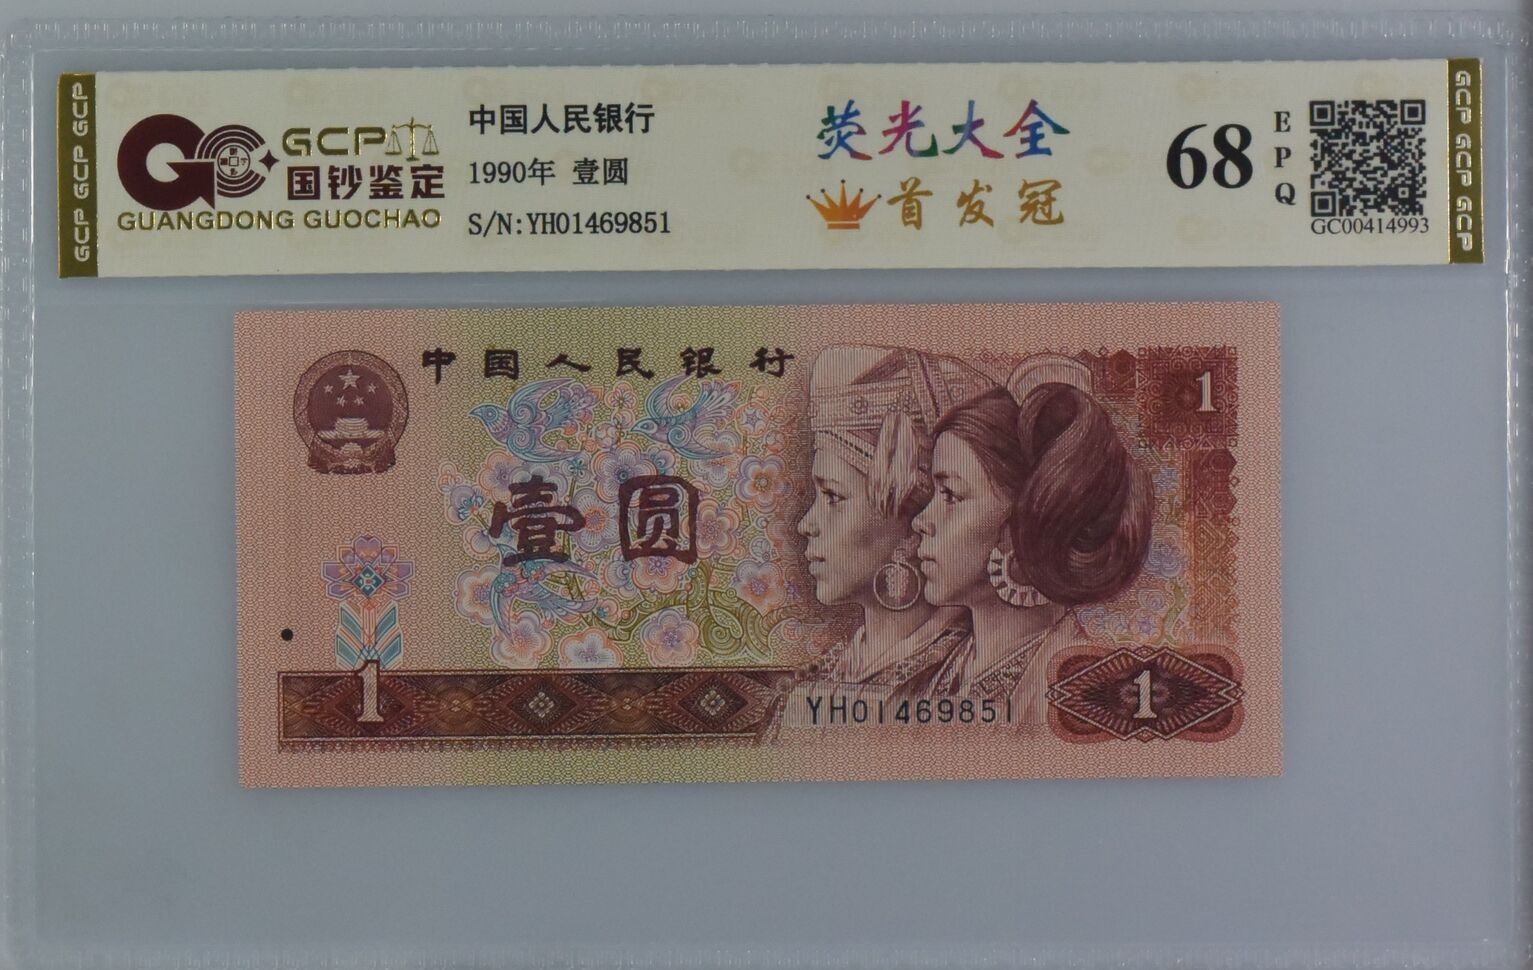 GCP GCP GCP
GCP
国钞鉴定
GUANGDONG GUOCHAO
中国人民银行
1990年 壹圆
S/N:YH01469851
荧光大全
首发冠
68
EPQ
GC00414993
GCP GCP GCP
中国人民银行
1
壹圆
1
YH01469851
1